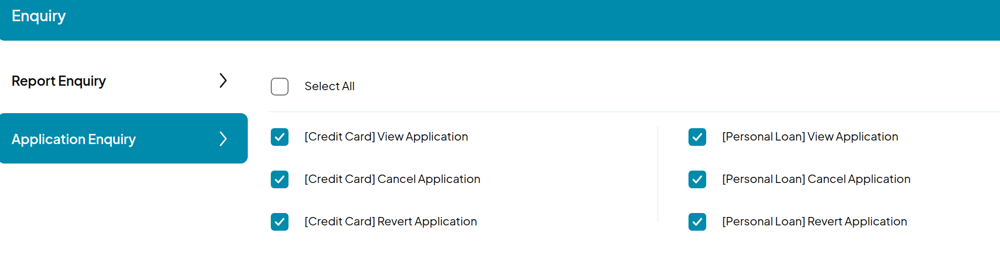 Enquiry
Report Enquiry
Application Enquiry
Select All
[Credit Card] View Application
[Credit Card] Cancel Application
[Credit Card] Revert Application
[Personal Loan] View Application
[Personal Loan] Cancel Application
[Personal Loan] Revert Application